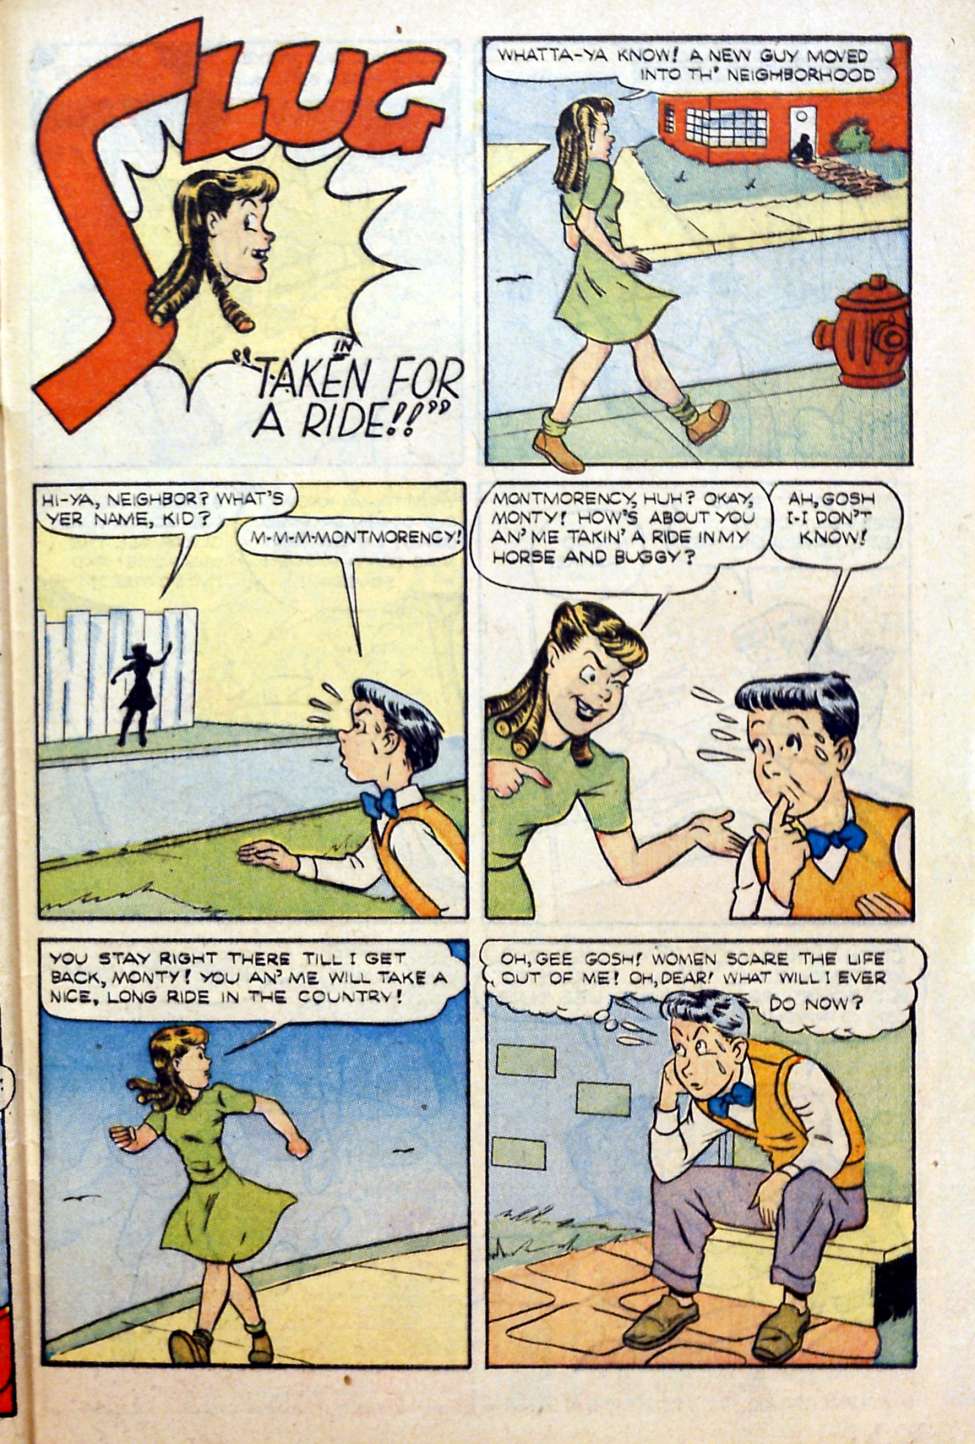 SLUG
IN
"TAKEN FOR
A RIDE!!"
WHATTA-YA KNOW! A NEW GUY MOVED
INTO TH' NEIGHBORHOOD
HI-YA, NEIGHBOR? WHAT'S
YER NAME, KID?
M-M-M-MONTMORENCY!
MONTMORENCY, HUH? OKAY,
MONTY! HOW'S ABOUT YOU
AN' ME TAKIN' A RIDE IN MY
HORSE AND BUGGY?
AH, GOSH
I-I DON'T
KNOW!
YOU STAY RIGHT THERE TILL I GET
BACK, MONTY! YOU AN' ME WILL TAKE A
NICE, LONG RIDE IN THE COUNTRY!
OH, GEE GOSH! WOMEN SCARE THE LIFE
OUT OF ME! OH, DEAR! WHAT WILL I EVER
DO NOW?